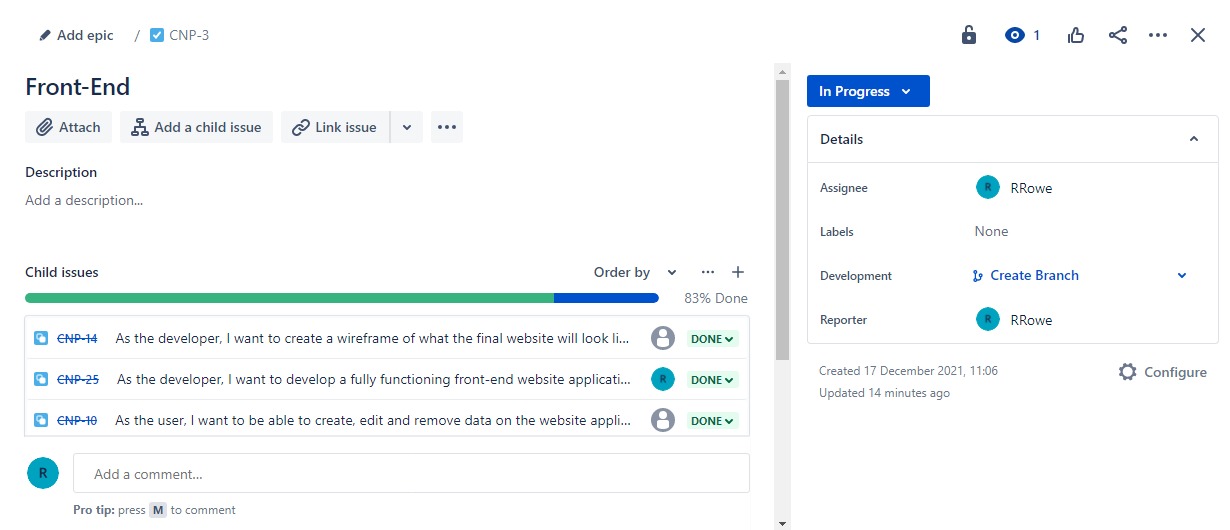 Add epic / CNP-3 1
Front-End
Attach Add a child issue Link issue
Description
Add a description...
Child issues Order by
83% Done
CNP-14 As the developer, I want to create a wireframe of what the final website will look li... DONE
CNP-25 As the developer, I want to develop a fully functioning front-end website applicati... R DONE
CNP-10 As the user, I want to be able to create, edit and remove data on the website appli... DONE
R Add a comment...
Pro tip: press M to comment
In Progress
Details
Assignee R RRowe
Labels None
Development Create Branch
Reporter R RRowe
Created 17 December 2021, 11:06 Configure
Updated 14 minutes ago